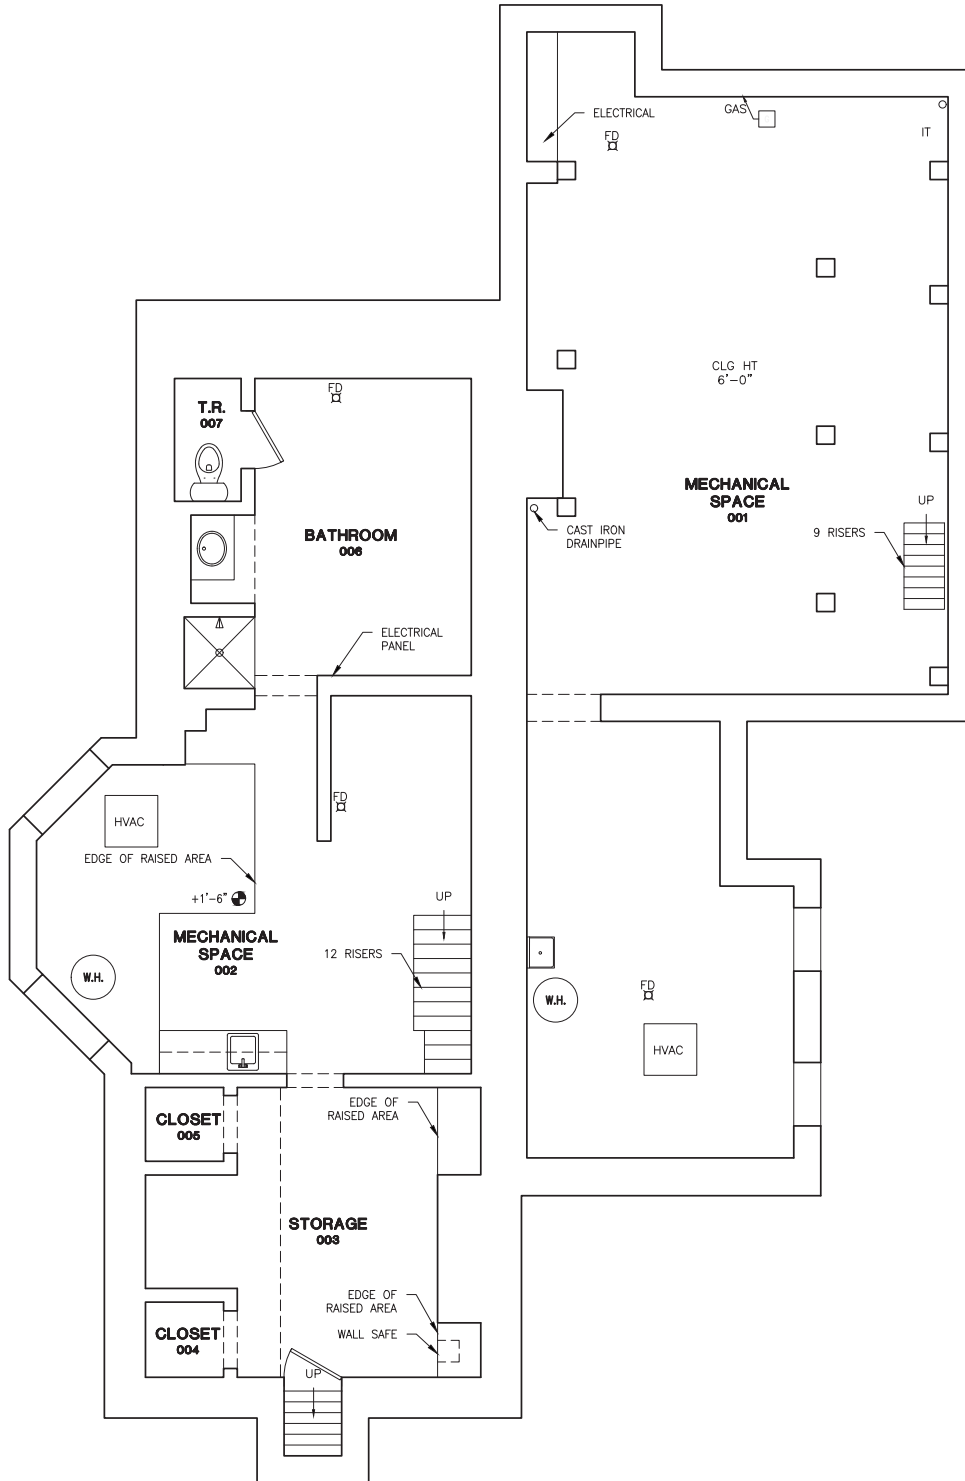 ELECTRICAL
GAS
FD
IT
CLG HT
6'-0"
T.R.
007
FD
MECHANICAL
SPACE
001
UP
9 RISERS
CAST IRON
DRAINPIPE
BATHROOM
006
ELECTRICAL
PANEL
HVAC
FD
EDGE OF RAISED AREA
+1'-6"
UP
MECHANICAL
SPACE
002
12 RISERS
W.H.
W.H.
FD
HVAC
EDGE OF
RAISED AREA
CLOSET
005
STORAGE
003
EDGE OF
RAISED AREA
WALL SAFE
CLOSET
004
UP